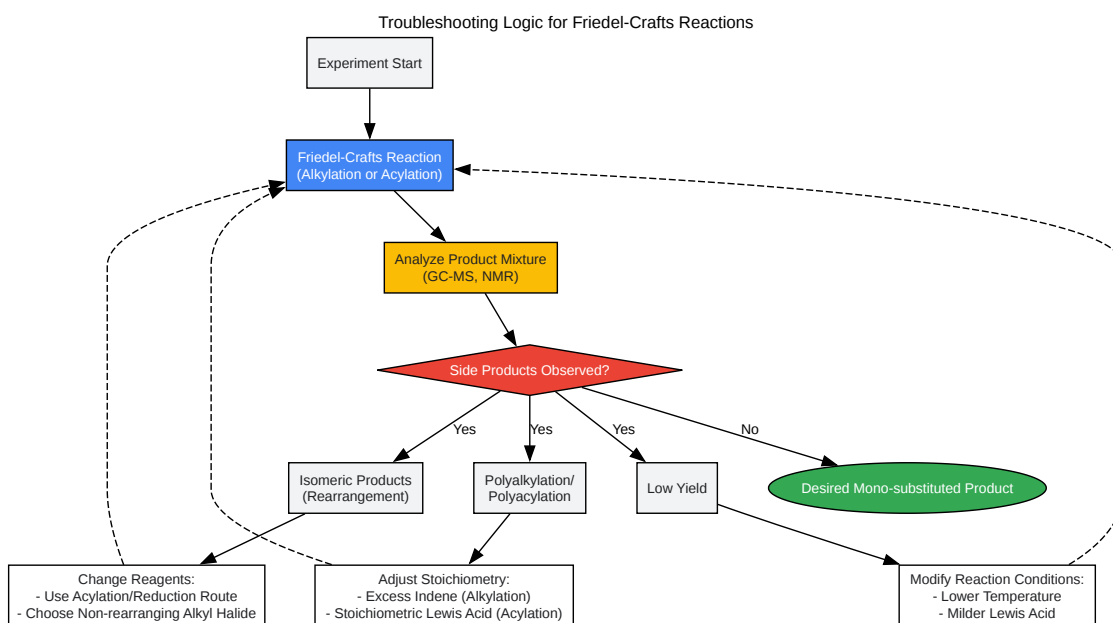 Troubleshooting Logic for Friedel-Crafts Reactions
Experiment Start
Friedel-Crafts Reaction
(Alkylation or Acylation)
Analyze Product Mixture
(GC-MS, NMR)
Side Products Observed?
Yes
Yes
Yes
No
Isomeric Products
(Rearrangement)
Polyalkylation/
Polyacylation
Low Yield
Desired Mono-substituted Product
Change Reagents:
- Use Acylation/Reduction Route
- Choose Non-rearranging Alkyl Halide
Adjust Stoichiometry:
- Excess Indene (Alkylation)
- Stoichiometric Lewis Acid (Acylation)
Modify Reaction Conditions:
- Lower Temperature
- Milder Lewis Acid